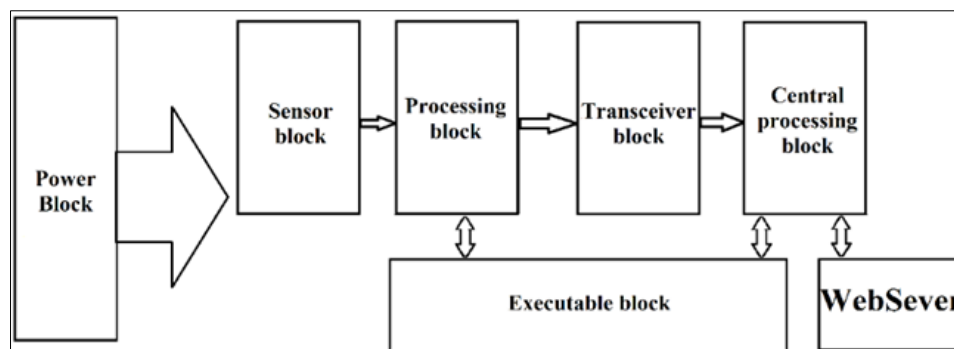 Power
Block
Sensor
block
Processing
block
Transceiver
block
Central
processing
block
Executable block
WebSever